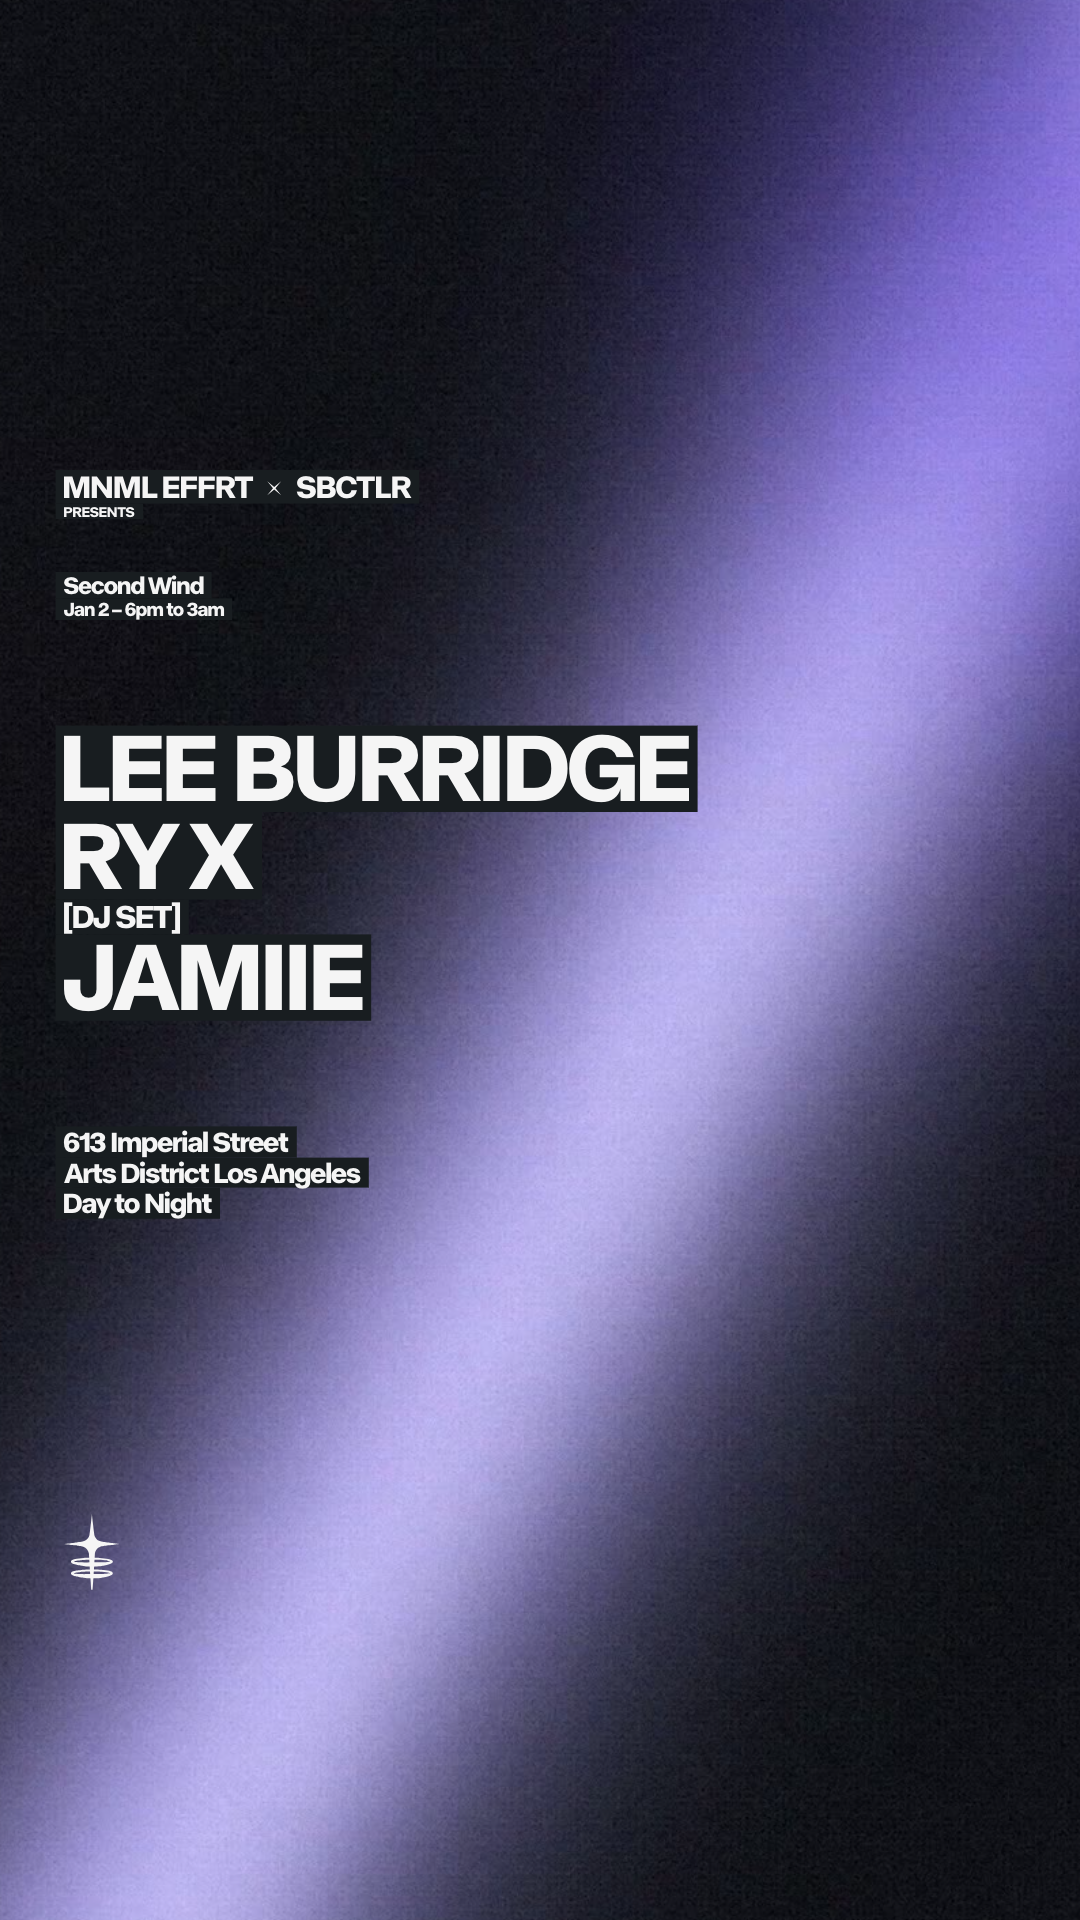 MNML EFFRT × SBCTLR
PRESENTS
Second Wind
Jan 2 – 6pm to 3am
LEE BURRIDGE
RY X
[DJ SET]
JAMIIE
613 Imperial Street
Arts District Los Angeles
Day to Night